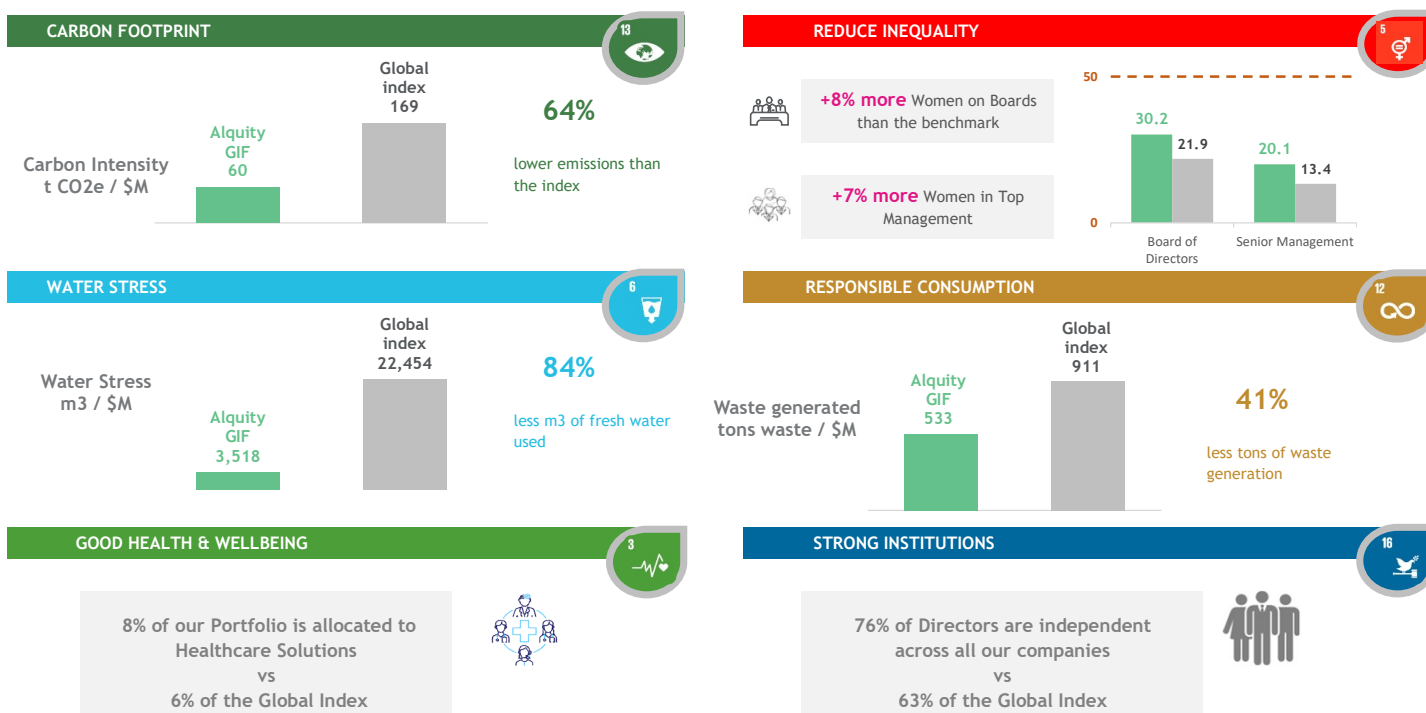 CARBON FOOTPRINT
13
Carbon Intensity
t CO2e / $M
Alquity
GIF
60
Global
index
169
64%
lower emissions than
the index
REDUCE INEQUALITY
5
+8% more Women on Boards
than the benchmark
+7% more Women in Top
Management
50
0
30.2
21.9
20.1
13.4
Board of
Directors
Senior Management
WATER STRESS
6
Water Stress
m3 / $M
Alquity
GIF
3,518
Global
index
22,454
84%
less m3 of fresh water
used
RESPONSIBLE CONSUMPTION
12
Waste generated
tons waste / $M
Alquity
GIF
533
Global
index
911
41%
less tons of waste
generation
GOOD HEALTH & WELLBEING
3
8% of our Portfolio is allocated to
Healthcare Solutions
vs
6% of the Global Index
STRONG INSTITUTIONS
16
76% of Directors are independent
across all our companies
vs
63% of the Global Index